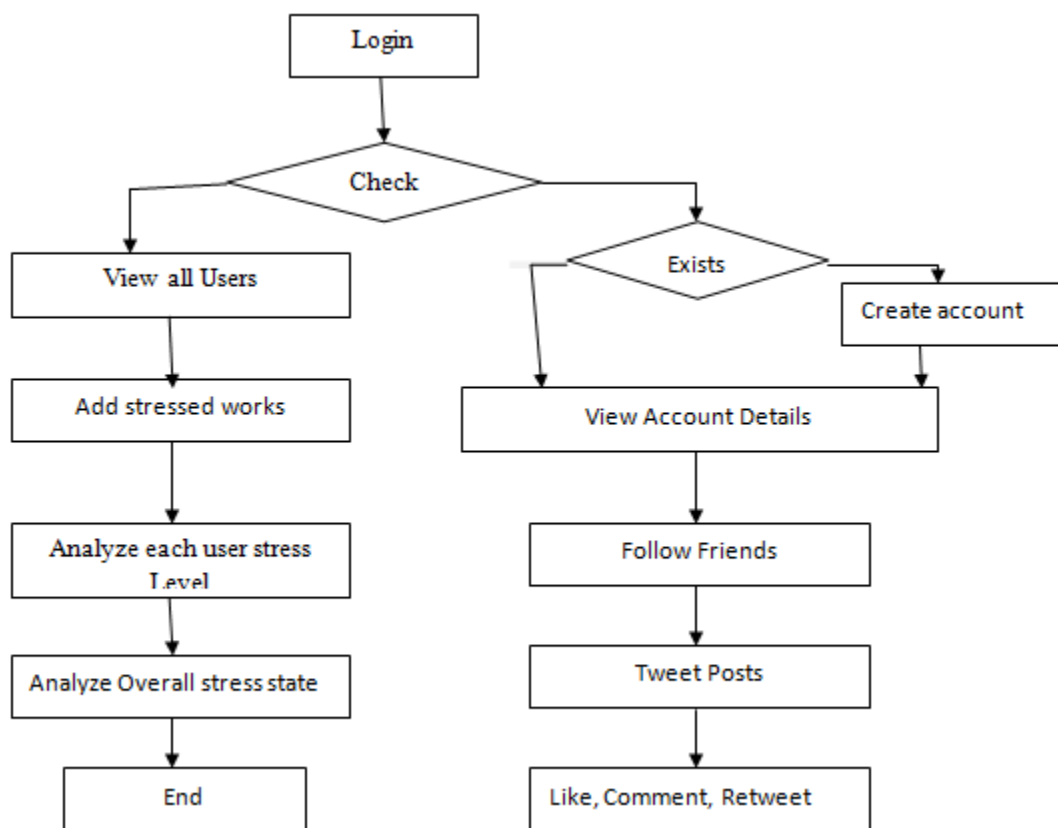 Login
Check
View all Users
Exists
Create account
Add stressed works
View Account Details
Analyze each user stress
Level
Follow Friends
Analyze Overall stress state
Tweet Posts
End
Like, Comment, Retweet